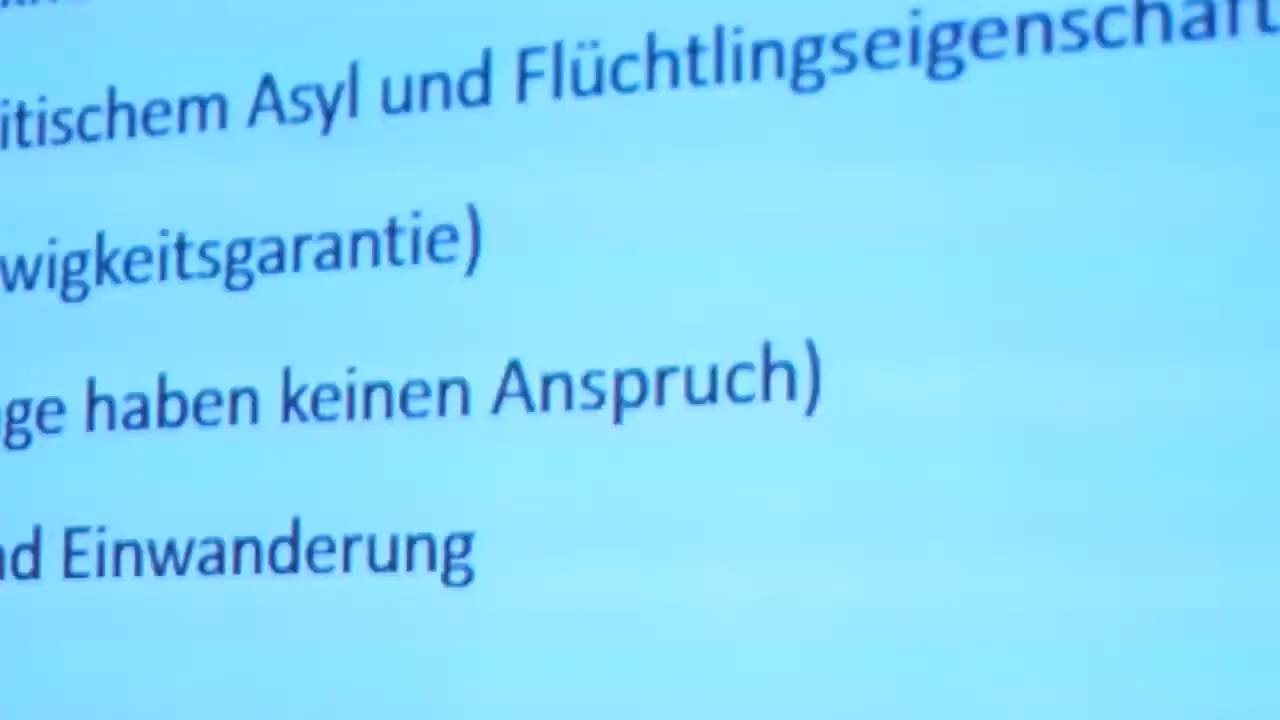 itischem Asyl und Flüchtlingseigenschaft
wigkeitsgarantie)
ge haben keinen Anspruch)
d Einwanderung